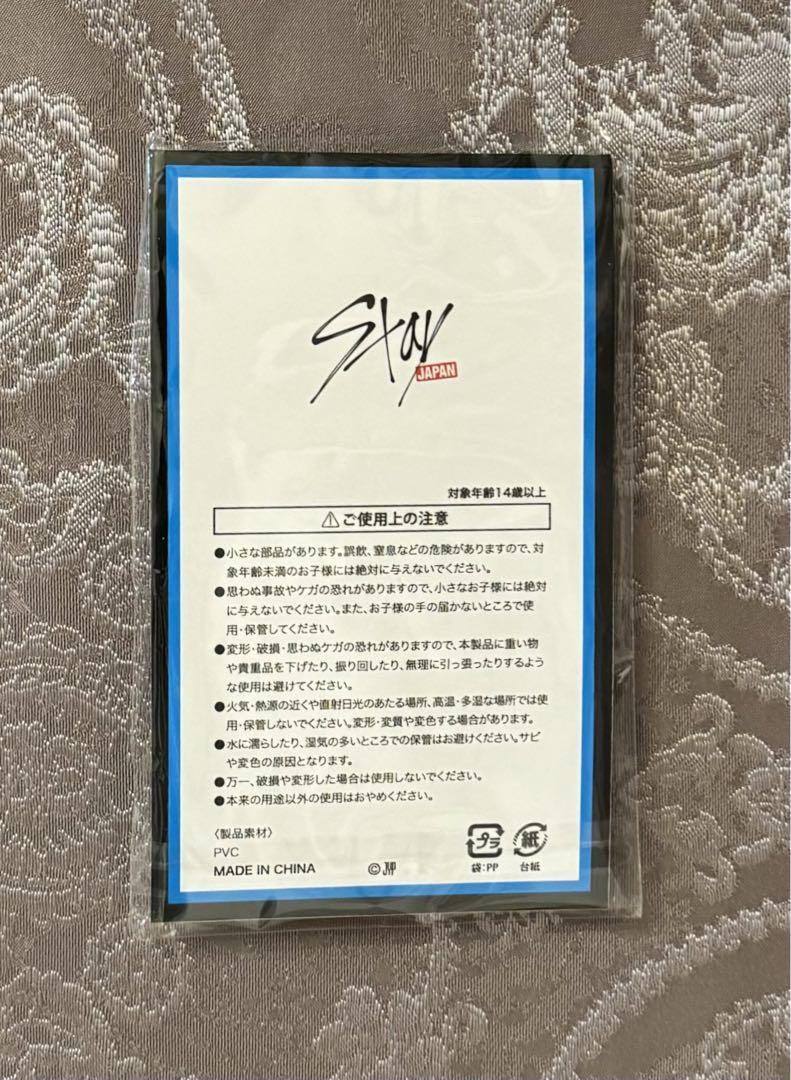 Stay
JAPAN
対象年齢14歳以上
⚠ご使用上の注意
●小さな部品があります。誤飲、窒息などの危険がありますので、対
象年齢未満のお子様には絶対に与えないでください。
●思わぬ事故やケガの恐れがありますので、小さなお子様には絶対
に与えないでください。また、お子様の手の届かないところで使
用・保管してください。
●変形・破損・思わぬケガの恐れがありますので、本製品に重い物
や貴重品を下げたり、振り回したり、無理に引っ張ったりするよう
な使用は避けてください。
●火気・熱源の近くや直射日光のあたる場所、高温・多湿な場所では使
用・保管しないでください。変形・変質や変色する場合があります。
●水に濡らしたり、湿気の多いところでの保管はお避けください。サビ
や変色の原因となります。
●万一、破損や変形した場合は使用しないでください。
●本来の用途以外の使用はおやめください。
〈製品素材〉
PVC
MADE IN CHINA
©JYP
プラ
袋:PP
紙
台紙